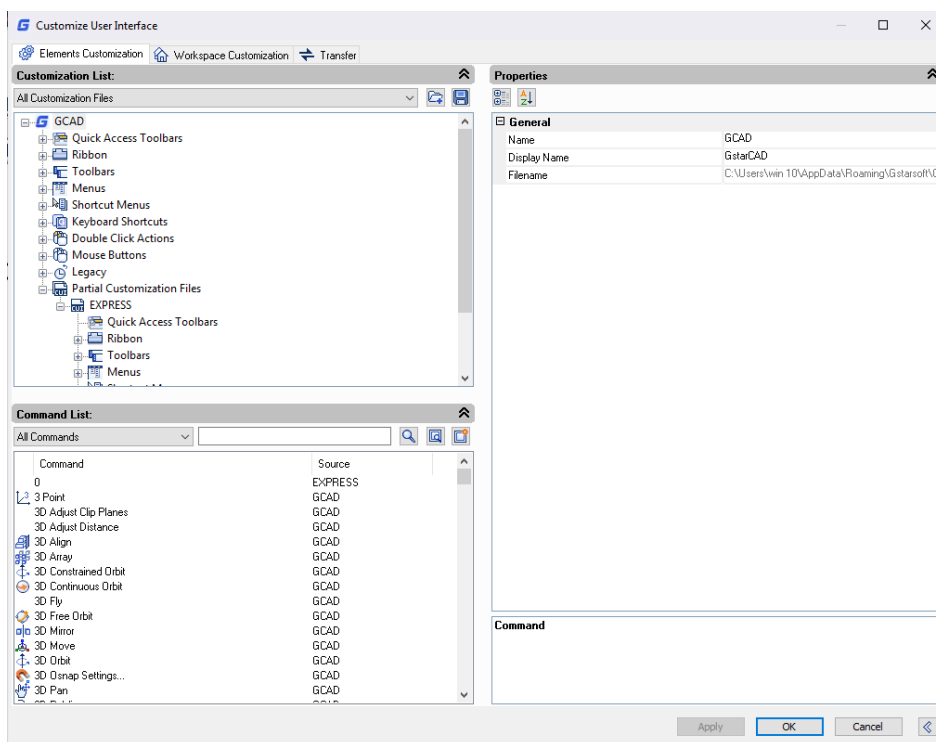 Customize User Interface
Elements Customization Workspace Customization Transfer
Customization List:
All Customization Files
GCAD
Quick Access Toolbars
Ribbon
Toolbars
Menus
Shortcut Menus
Keyboard Shortcuts
Double Click Actions
Mouse Buttons
Legacy
Partial Customization Files
EXPRESS
Quick Access Toolbars
Ribbon
Toolbars
Menus
Command List:
All Commands
Command Source
0 EXPRESS
3 Point GCAD
3D Adjust Clip Planes GCAD
3D Adjust Distance GCAD
3D Align GCAD
3D Array GCAD
3D Constrained Orbit GCAD
3D Continuous Orbit GCAD
3D Fly GCAD
3D Free Orbit GCAD
3D Mirror GCAD
3D Move GCAD
3D Orbit GCAD
3D Osnap Settings... GCAD
3D Pan GCAD
Properties
General
Name GCAD
Display Name GstarCAD
Filename C:\Users\win 10\AppData\Roaming\Gstarsoft\
Command
Apply OK Cancel